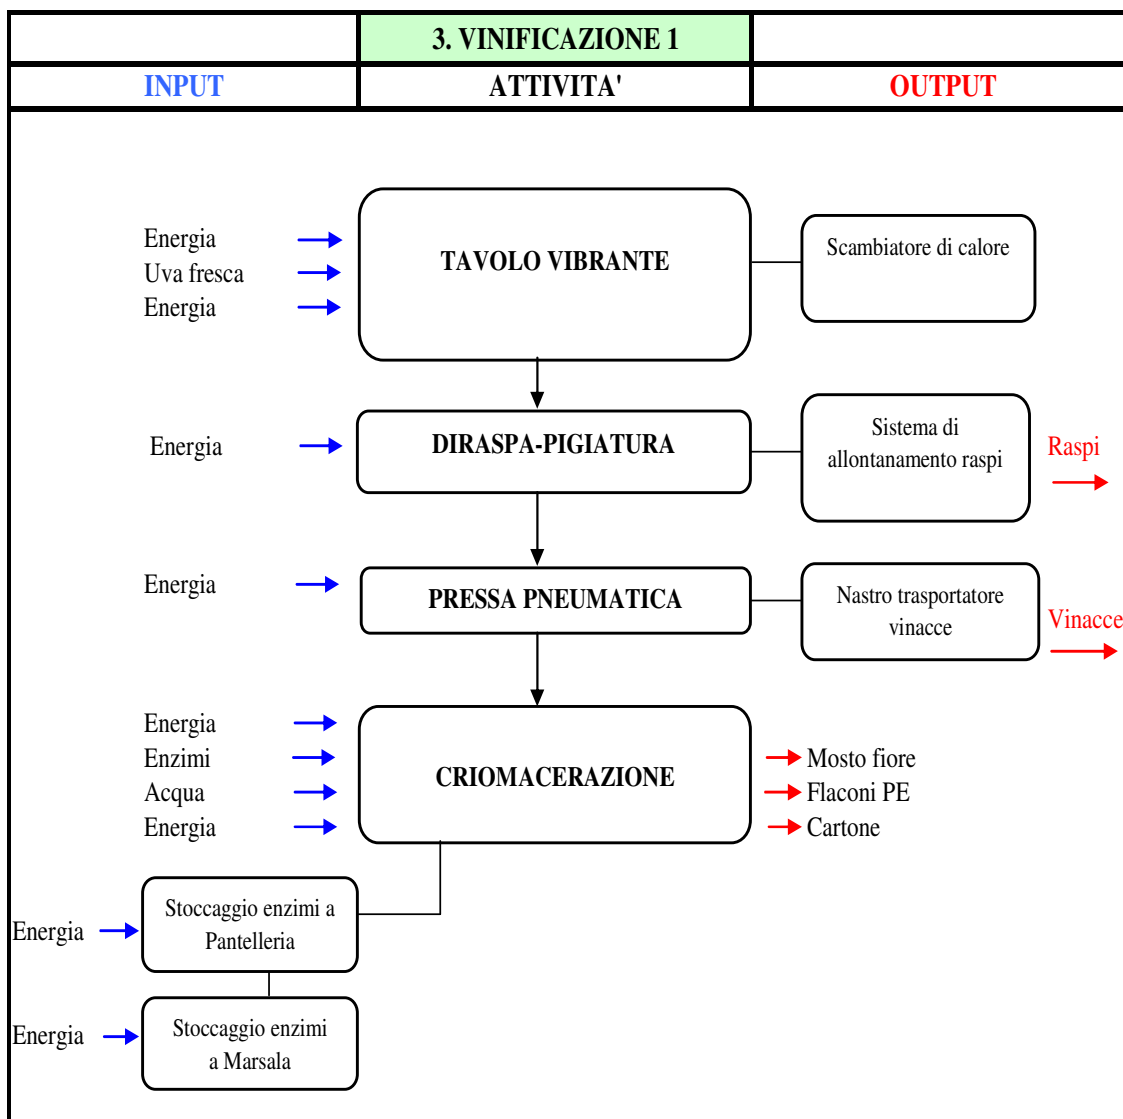 3. VINIFICAZIONE 1
INPUT
ATTIVITA'
OUTPUT
Energia
Uva fresca
Energia
TAVOLO VIBRANTE
Scambiatore di calore
Energia
DIRASPA-PIGIATURA
Sistema di
allontanamento raspi
Raspi
Energia
PRESSA PNEUMATICA
Nastro trasportatore
vinacce
Vinacce
Energia
Enzimi
Acqua
Energia
CRIOMACERAZIONE
Mosto fiore
Flaconi PE
Cartone
Energia
Stoccaggio enzimi a
Pantelleria
Energia
Stoccaggio enzimi
a Marsala